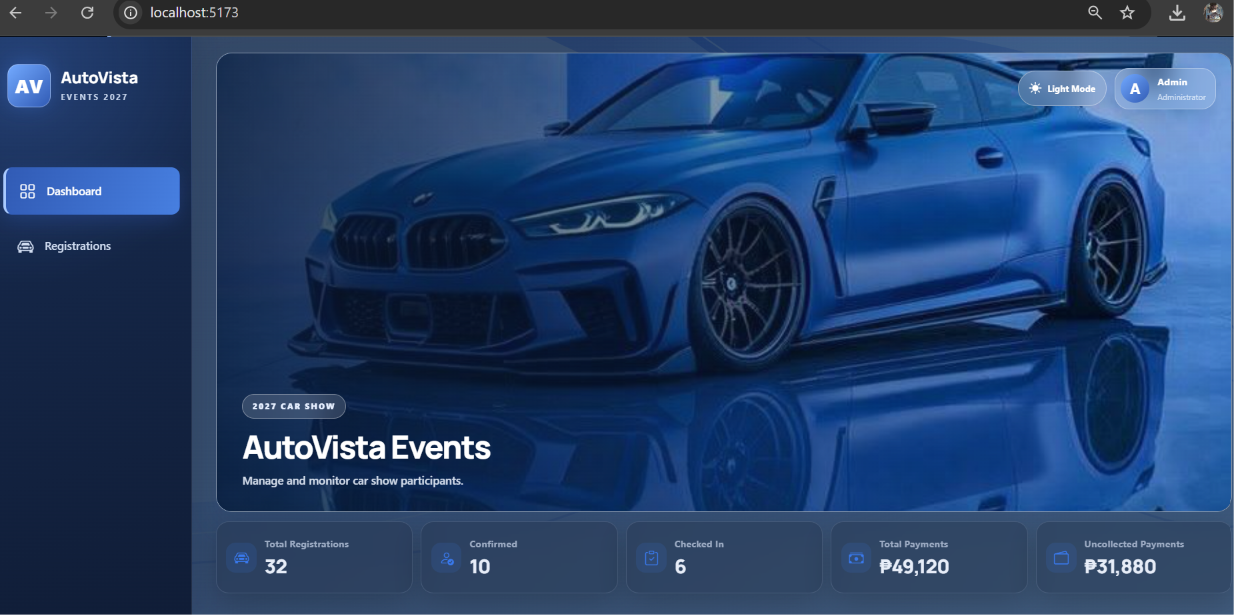 localhost:5173
AV
AutoVista
EVENTS 2027
Dashboard
Registrations
Light Mode
A
Admin
Administrator
2027 CAR SHOW
AutoVista Events
Manage and monitor car show participants.
Total Registrations
32
Confirmed
10
Checked In
6
Total Payments
₱49,120
Uncollected Payments
₱31,880